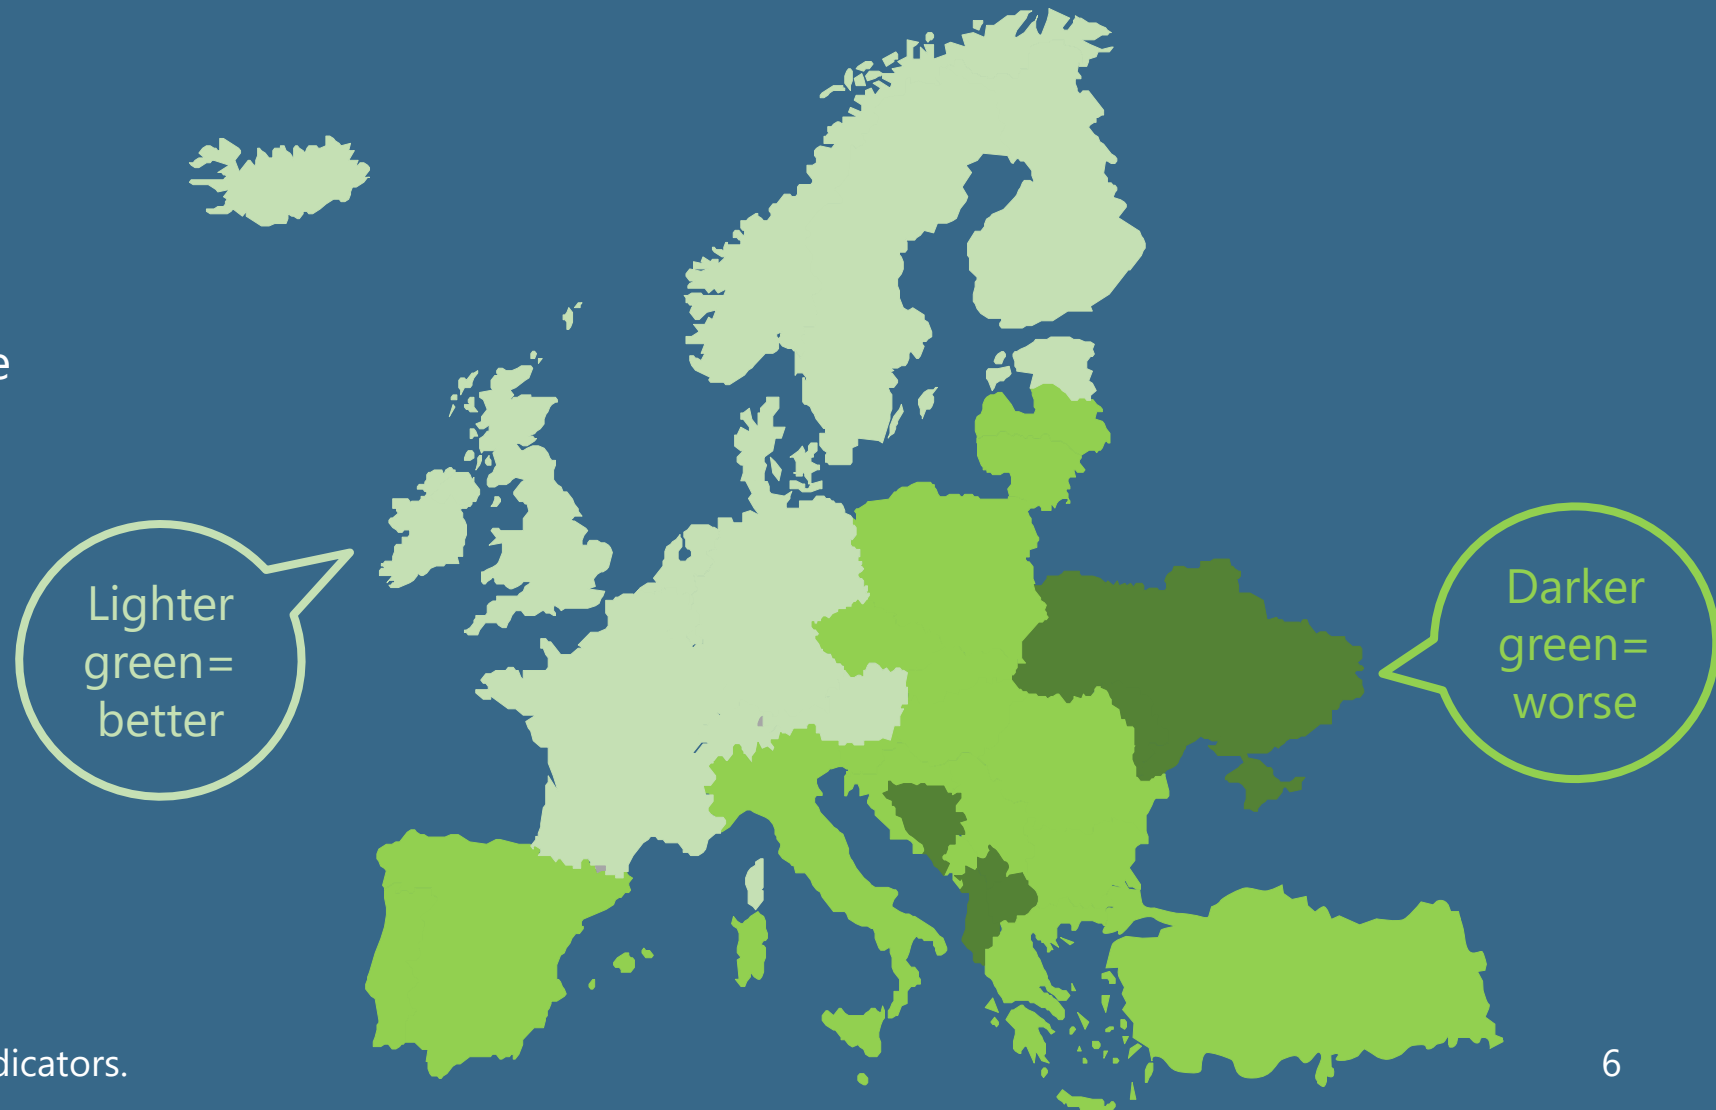 e
Lighter
green=
better
Darker
green=
worse
dicators.
6